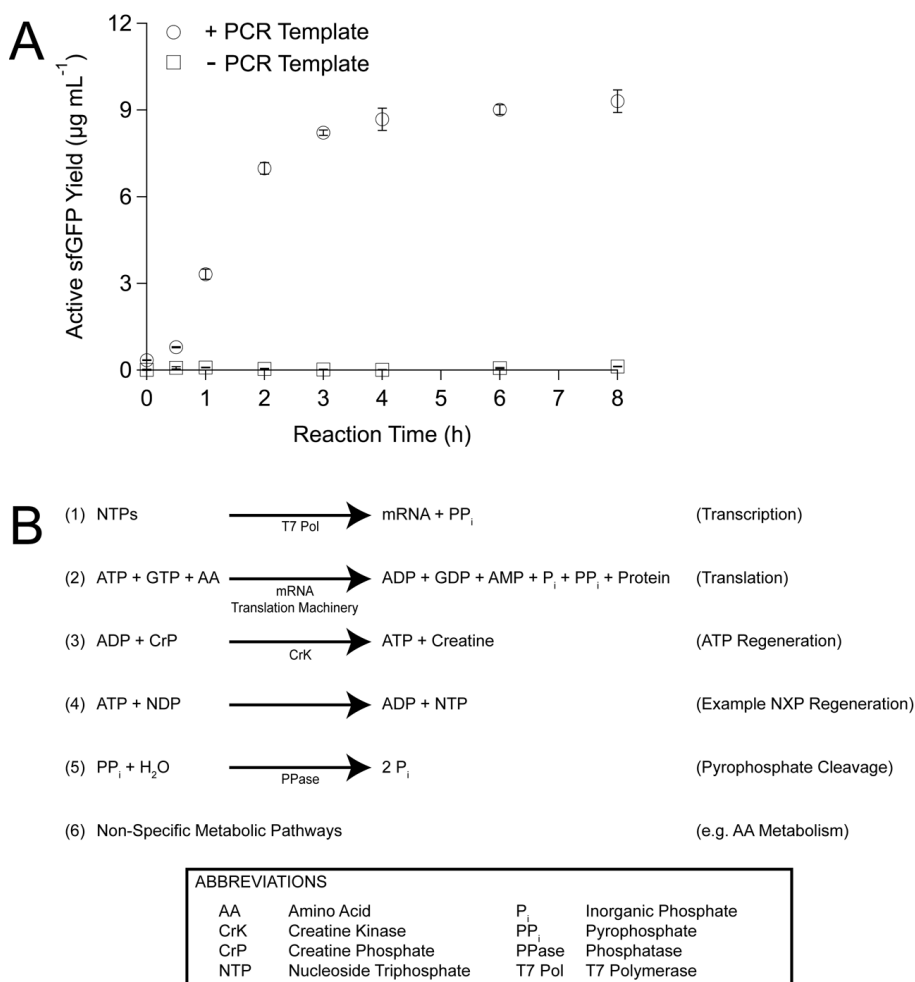 A
Active sfGFP Yield (µg mL⁻¹)
12
9
6
3
0
+ PCR Template
- PCR Template
0 1 2 3 4 5 6 7 8
Reaction Time (h)
B
(1) NTPs T7 Pol mRNA + PPᵢ (Transcription)
(2) ATP + GTP + AA mRNA Translation Machinery ADP + GDP + AMP + Pᵢ + PPᵢ + Protein (Translation)
(3) ADP + CrP CrK ATP + Creatine (ATP Regeneration)
(4) ATP + NDP ADP + NTP (Example NXP Regeneration)
(5) PPᵢ + H₂O PPase 2 Pᵢ (Pyrophosphate Cleavage)
(6) Non-Specific Metabolic Pathways (e.g. AA Metabolism)
ABBREVIATIONS
AA Amino Acid Pᵢ Inorganic Phosphate
CrK Creatine Kinase PPᵢ Pyrophosphate
CrP Creatine Phosphate PPase Phosphatase
NTP Nucleoside Triphosphate T7 Pol T7 Polymerase